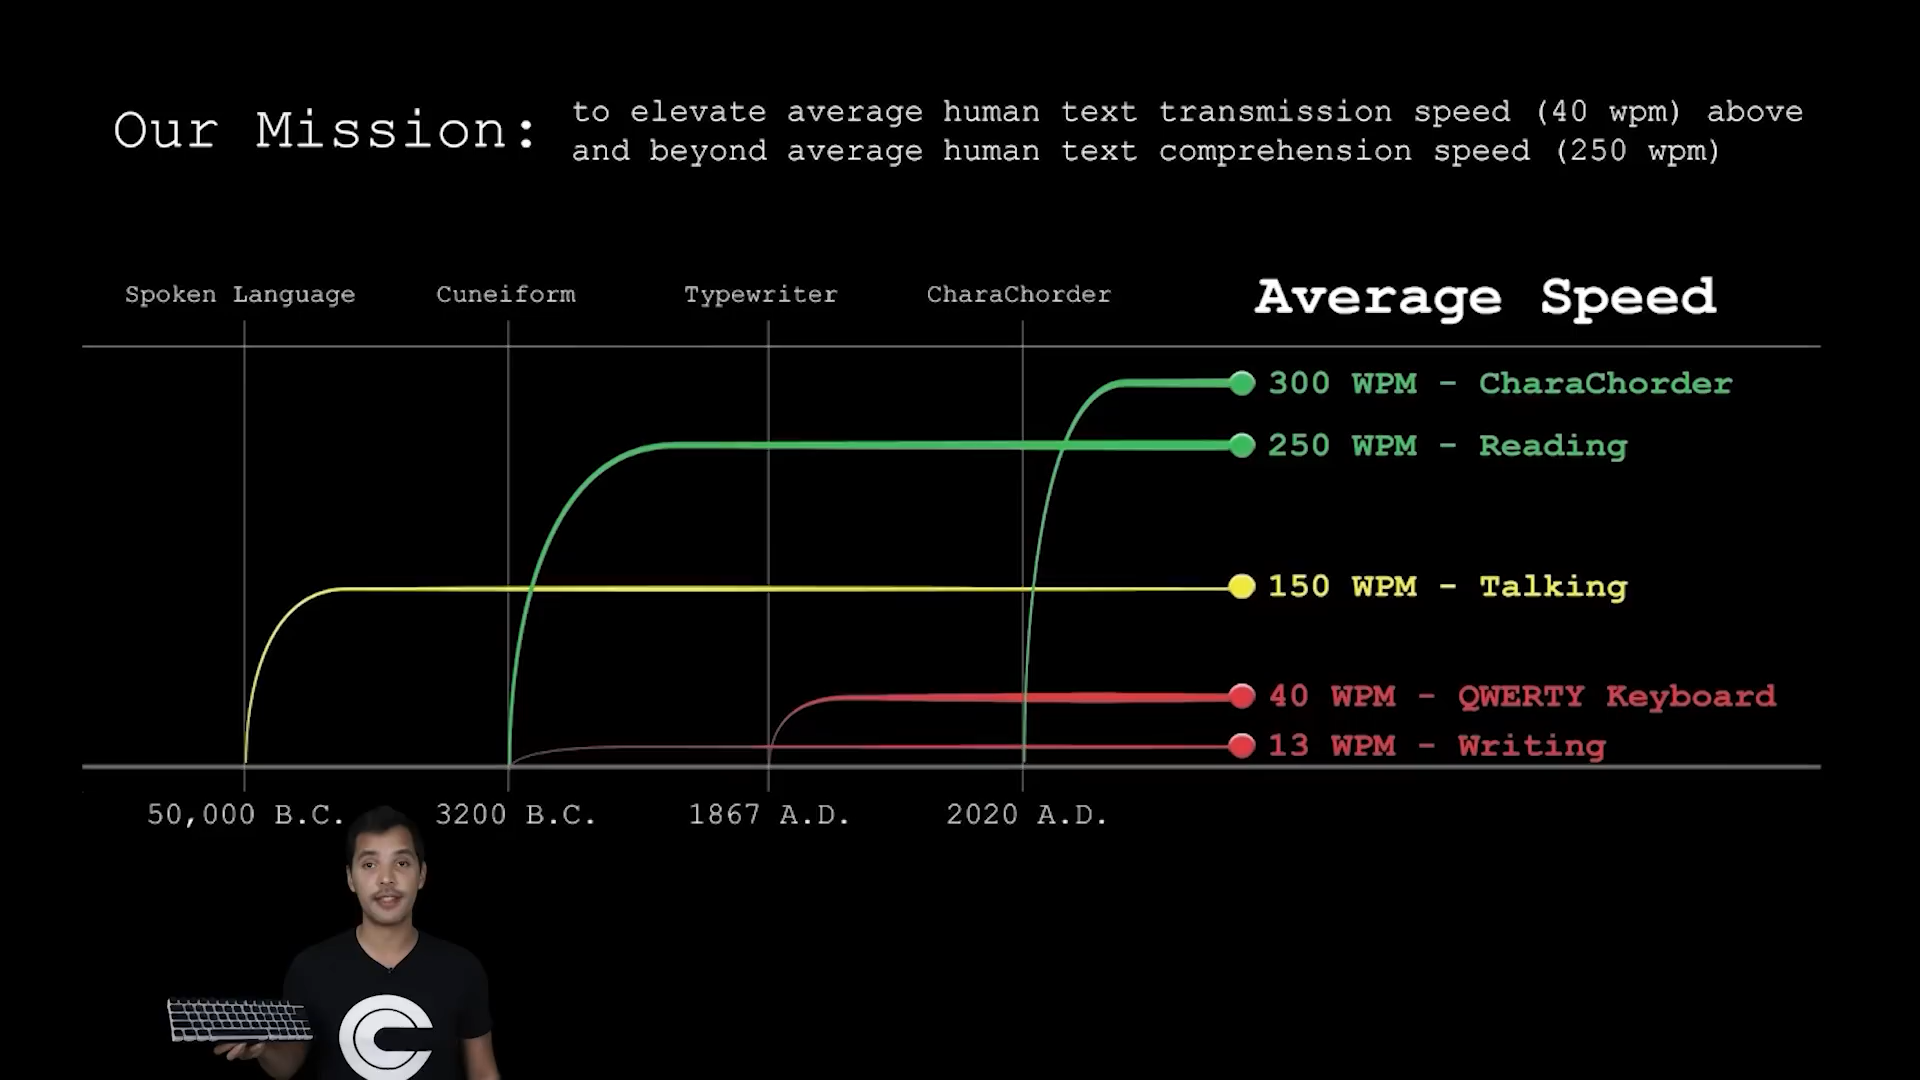 Our Mission:
to elevate average human text transmission speed (40 wpm) above
and beyond average human text comprehension speed (250 wpm)
Spoken Language
Cuneiform
Typewriter
CharaChorder
Average Speed
300 WPM - CharaChorder
250 WPM - Reading
150 WPM - Talking
40 WPM - QWERTY Keyboard
13 WPM - Writing
50,000 B.C.
3200 B.C.
1867 A.D.
2020 A.D.